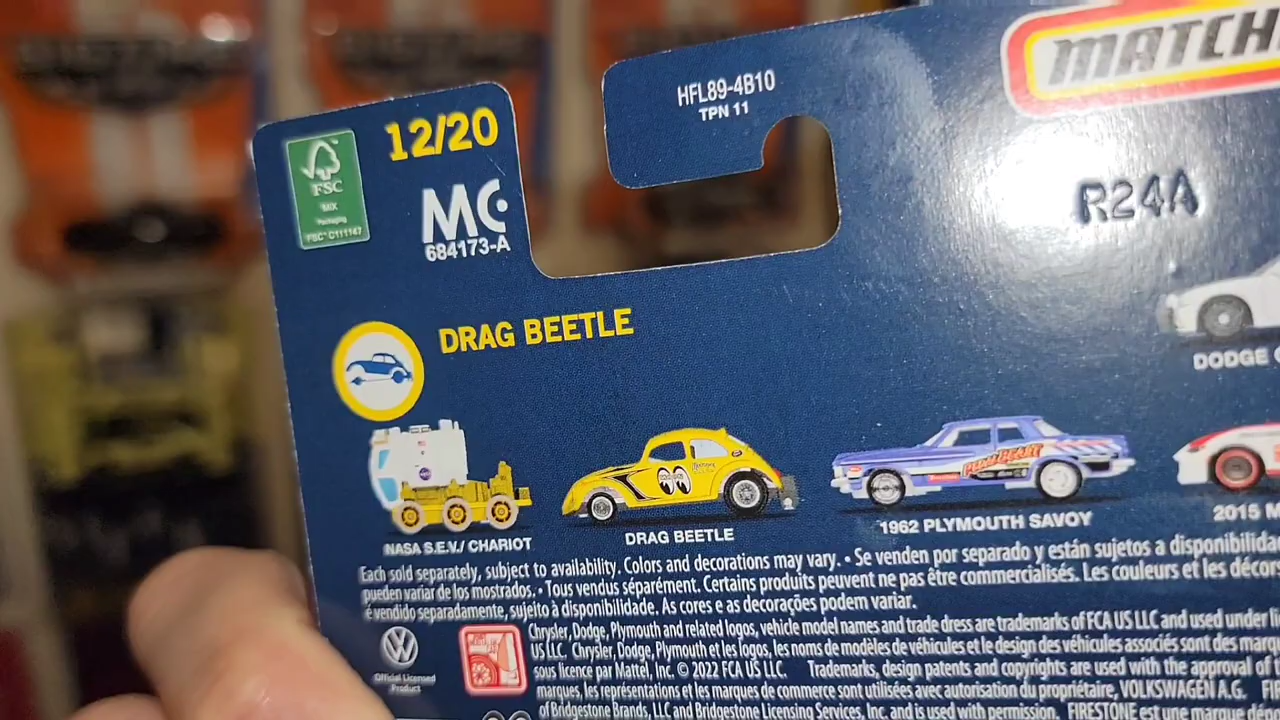 12/20
FSC
MIX
Packaging
FSC® C111147
MC
684173-A
HFL89-4B10
TPN 11
MATCH
R24A
DRAG BEETLE
DODGE
NASA S.E.V./ CHARIOT
DRAG BEETLE
1962 PLYMOUTH SAVOY
2015 M
Each sold separately, subject to availability. Colors and decorations may vary. • Se venden por separado y están sujetos a disponibilida
pueden variar de los mostrados. • Tous vendus séparément. Certains produits peuvent ne pas être commercialisés. Les couleurs et les décor
é vendido separadamente, sujeito à disponibilidade. As cores e as decorações podem variar.
Official Licensed
Product
Chrysler, Dodge, Plymouth and related logos, vehicle model names and trade dress are trademarks of FCA US LLC and used under li
US LLC. Chrysler, Dodge, Plymouth et les logos, les noms de modèles de véhicules et le design des véhicules associés sont des marq
sous licence par Mattel, Inc. © 2022 FCA US LLC. Trademarks, design patents and copyrights are used with the approval of t
marques, les représentations et les marques de commerce sont utilisées avec autorisation du propriétaire, VOLKSWAGEN A.G. FI
of Bridgestone Brands, LLC and Bridgestone Licensing Services, Inc. and is used with permission. FIRESTONE est une marque dépo